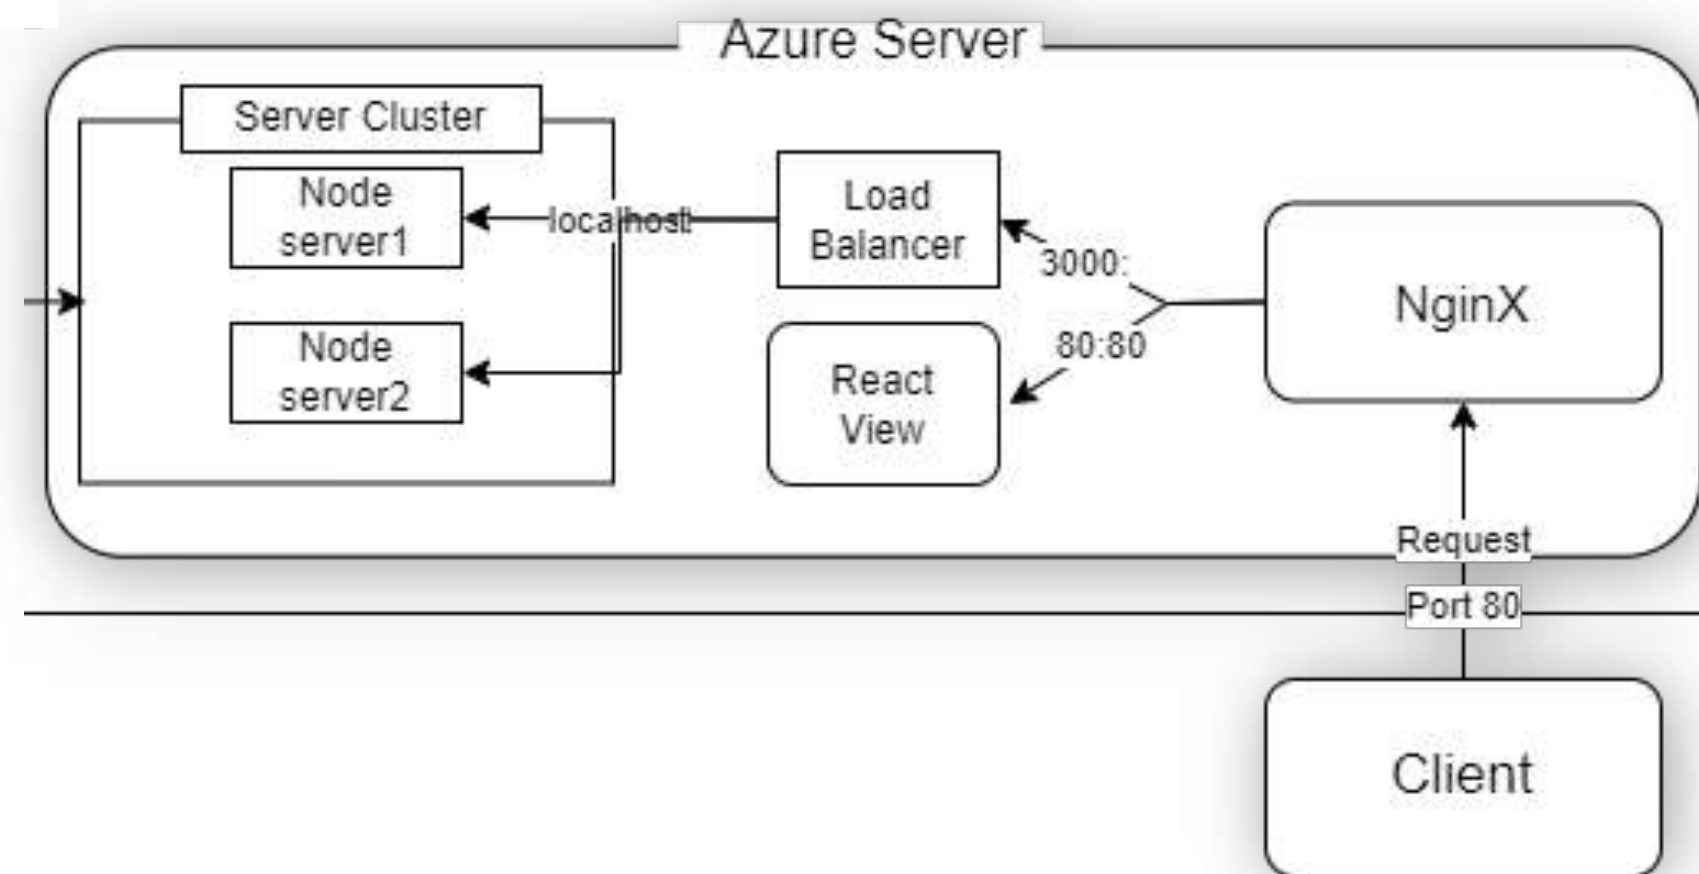 Azure Server
Server Cluster
Node
server1
Node
server2
localhost:
Load
Balancer
React
View
3000:
80:80
NginX
Request
Port 80
Client